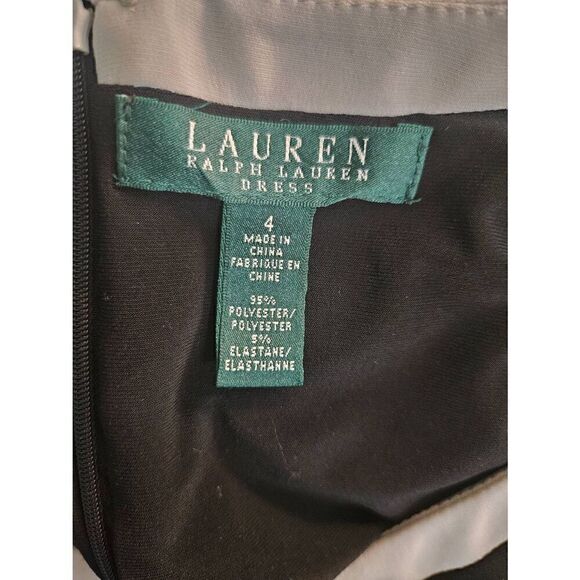 LAUREN
RALPH LAUREN
DRESS
4
MADE IN
CHINA
FABRIQUE EN
CHINE
95%
POLYESTER/
POLYESTER
5%
ELASTANE/
ELASTHANNE